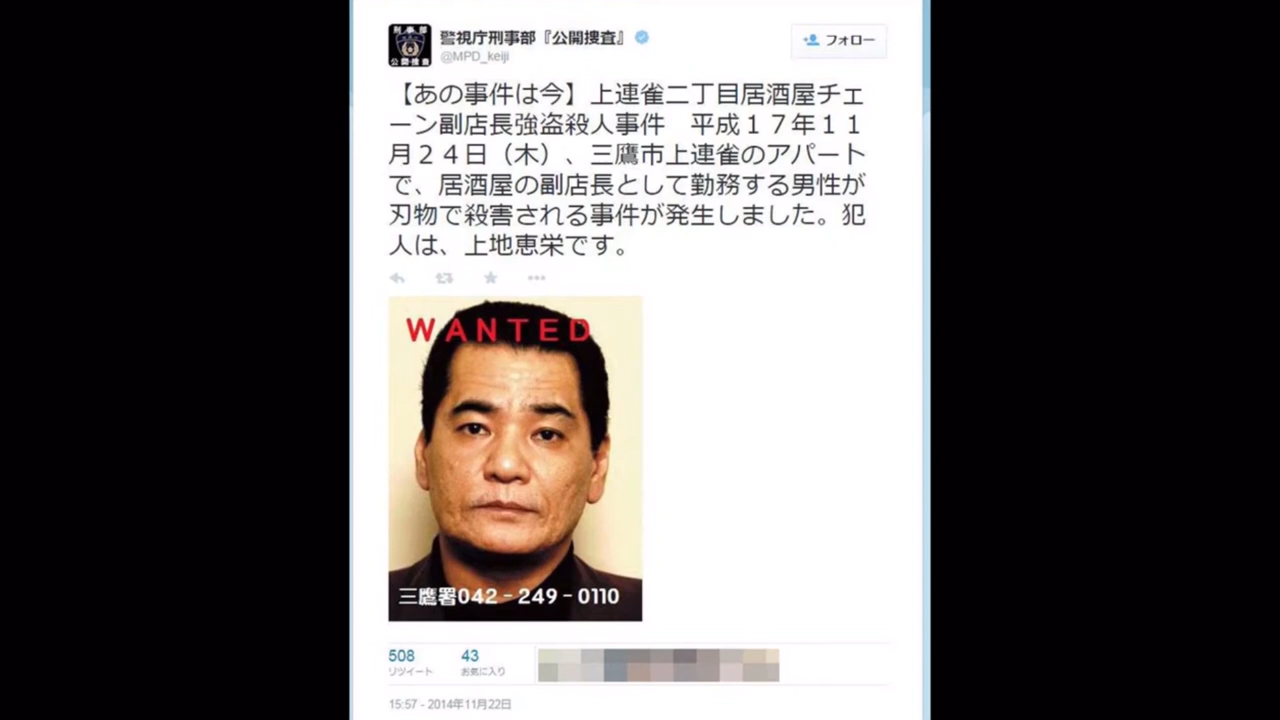 刑事部
公開捜査
警視庁刑事部『公開捜査』
@MPD_keiji
フォロー
【あの事件は今】上連雀二丁目居酒屋チェ
ーン副店長強盗殺人事件　平成１７年１１
月２４日（木）、三鷹市上連雀のアパート
で、居酒屋の副店長として勤務する男性が
刃物で殺害される事件が発生しました。犯
人は、上地恵栄です。
WANTED
三鷹署042-249-0110
508 43
リツイート お気に入り
15:57 - 2014年11月22日